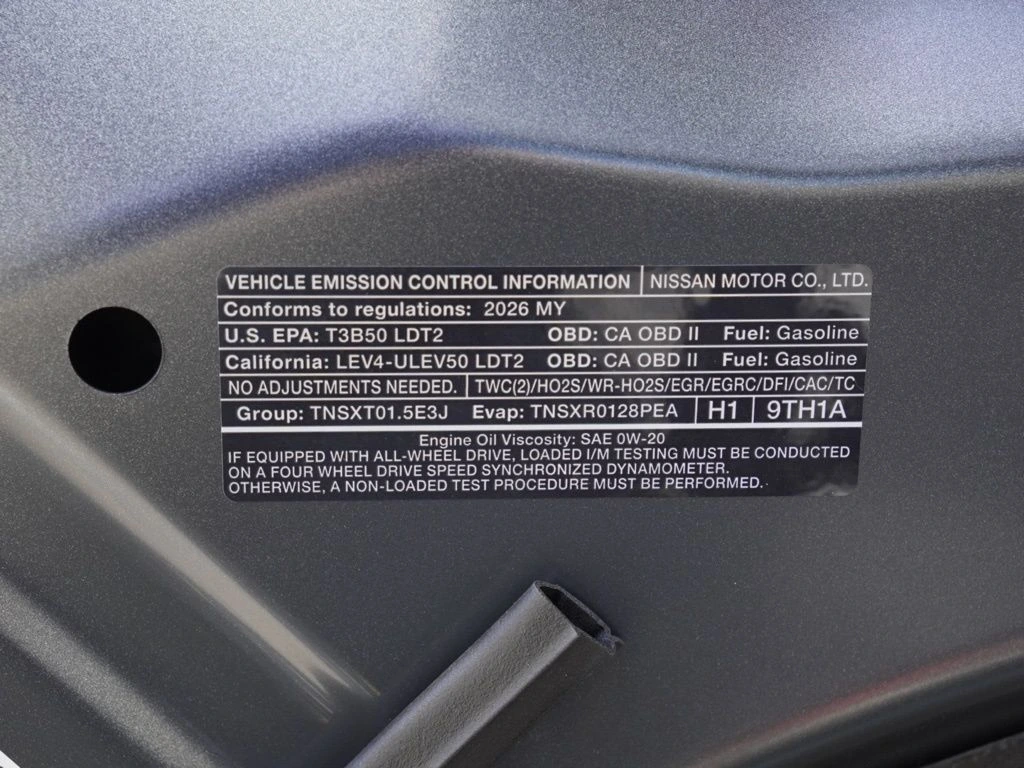 VEHICLE EMISSION CONTROL INFORMATION NISSAN MOTOR CO., LTD.
Conforms to regulations: 2026 MY
U.S. EPA: T3B50 LDT2 OBD: CA OBD II Fuel: Gasoline
California: LEV4-ULEV50 LDT2 OBD: CA OBD II Fuel: Gasoline
NO ADJUSTMENTS NEEDED. TWC(2)/HO2S/WR-HO2S/EGR/EGRC/DFI/CAC/TC
Group: TNSXT01.5E3J Evap: TNSXR0128PEA H1 9TH1A
Engine Oil Viscosity: SAE 0W-20
IF EQUIPPED WITH ALL-WHEEL DRIVE, LOADED I/M TESTING MUST BE CONDUCTED
ON A FOUR WHEEL DRIVE SPEED SYNCHRONIZED DYNAMOMETER.
OTHERWISE, A NON-LOADED TEST PROCEDURE MUST BE PERFORMED.